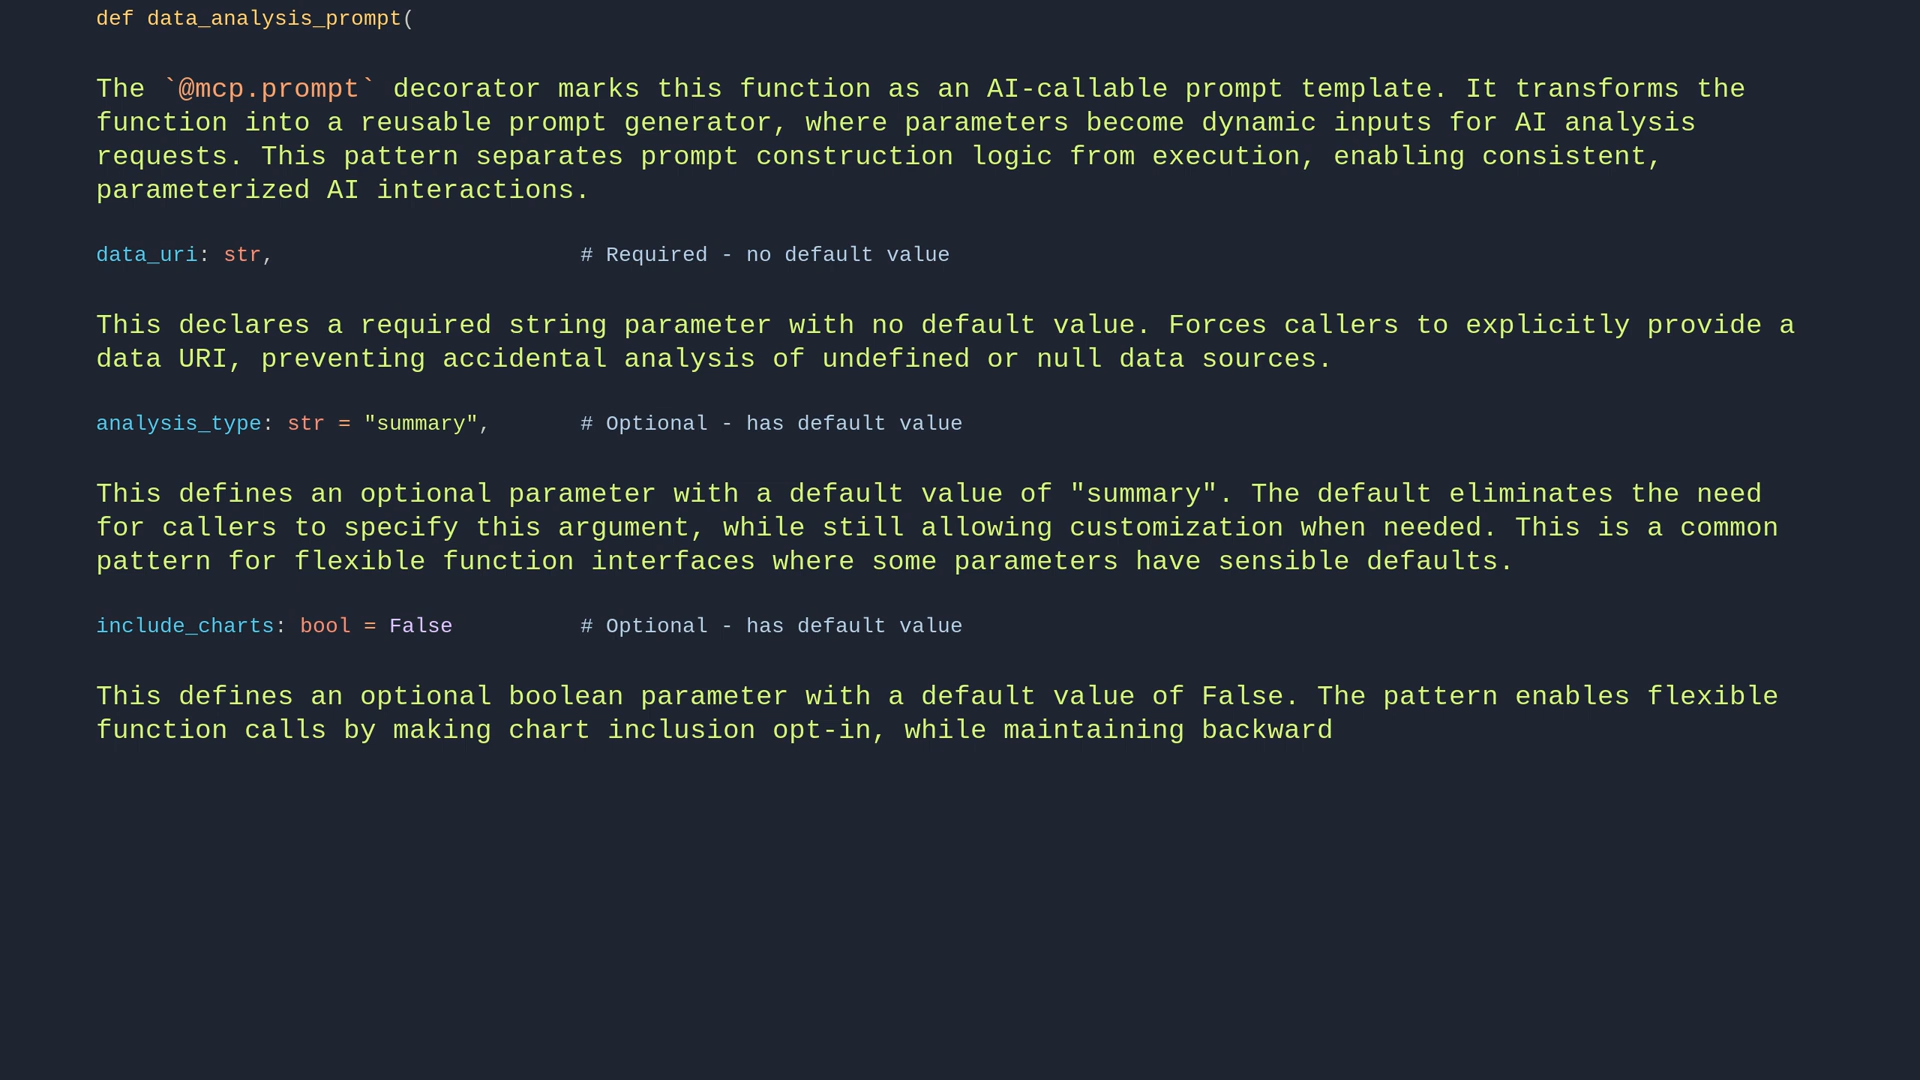 def data_analysis_prompt(
The `@mcp.prompt` decorator marks this function as an AI-callable prompt template. It transforms the
function into a reusable prompt generator, where parameters become dynamic inputs for AI analysis
requests. This pattern separates prompt construction logic from execution, enabling consistent,
parameterized AI interactions.
data_uri: str, # Required - no default value
This declares a required string parameter with no default value. Forces callers to explicitly provide a
data URI, preventing accidental analysis of undefined or null data sources.
analysis_type: str = "summary", # Optional - has default value
This defines an optional parameter with a default value of "summary". The default eliminates the need
for callers to specify this argument, while still allowing customization when needed. This is a common
pattern for flexible function interfaces where some parameters have sensible defaults.
include_charts: bool = False # Optional - has default value
This defines an optional boolean parameter with a default value of False. The pattern enables flexible
function calls by making chart inclusion opt-in, while maintaining backward